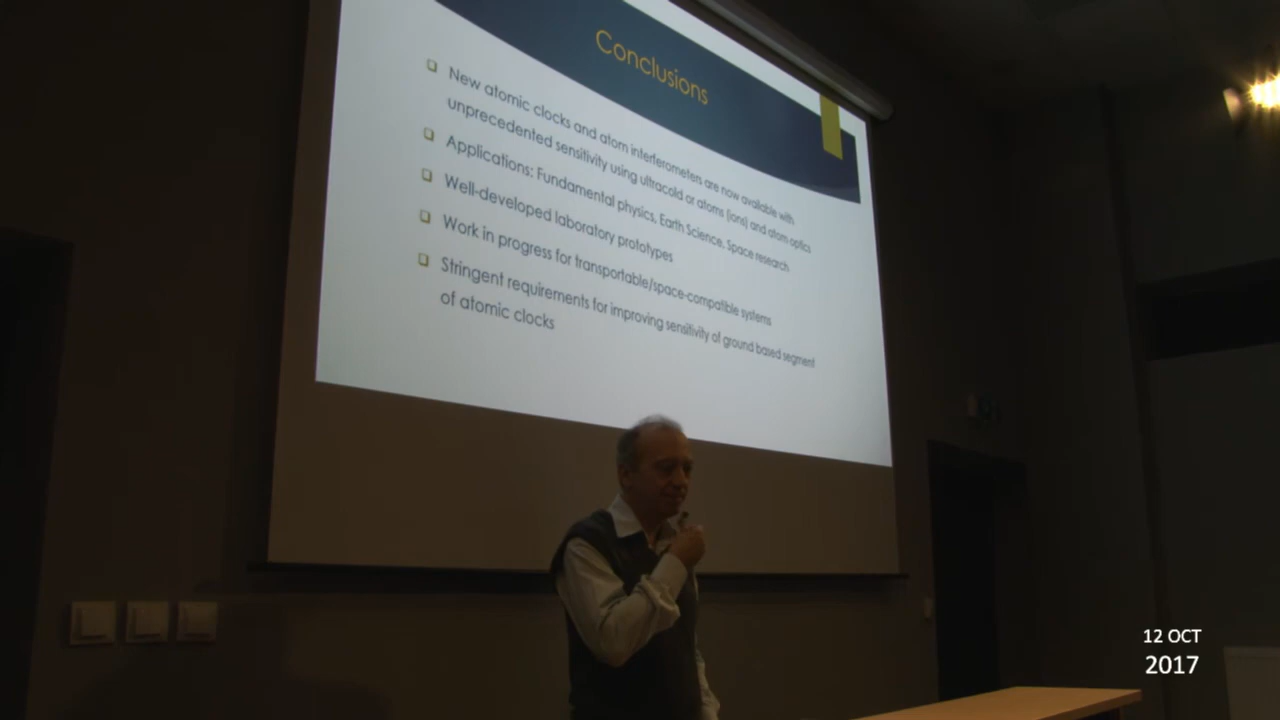 Conclusions
New atomic clocks and atom interferometers are now available with
unprecedented sensitivity using ultracold or atoms (ions) and atom optics
Applications: Fundamental physics, Earth Science, Space research
Well-developed laboratory prototypes
Work in progress for transportable/space-compatible systems
Stringent requirements for improving sensitivity of ground based segment
of atomic clocks
12 OCT
2017